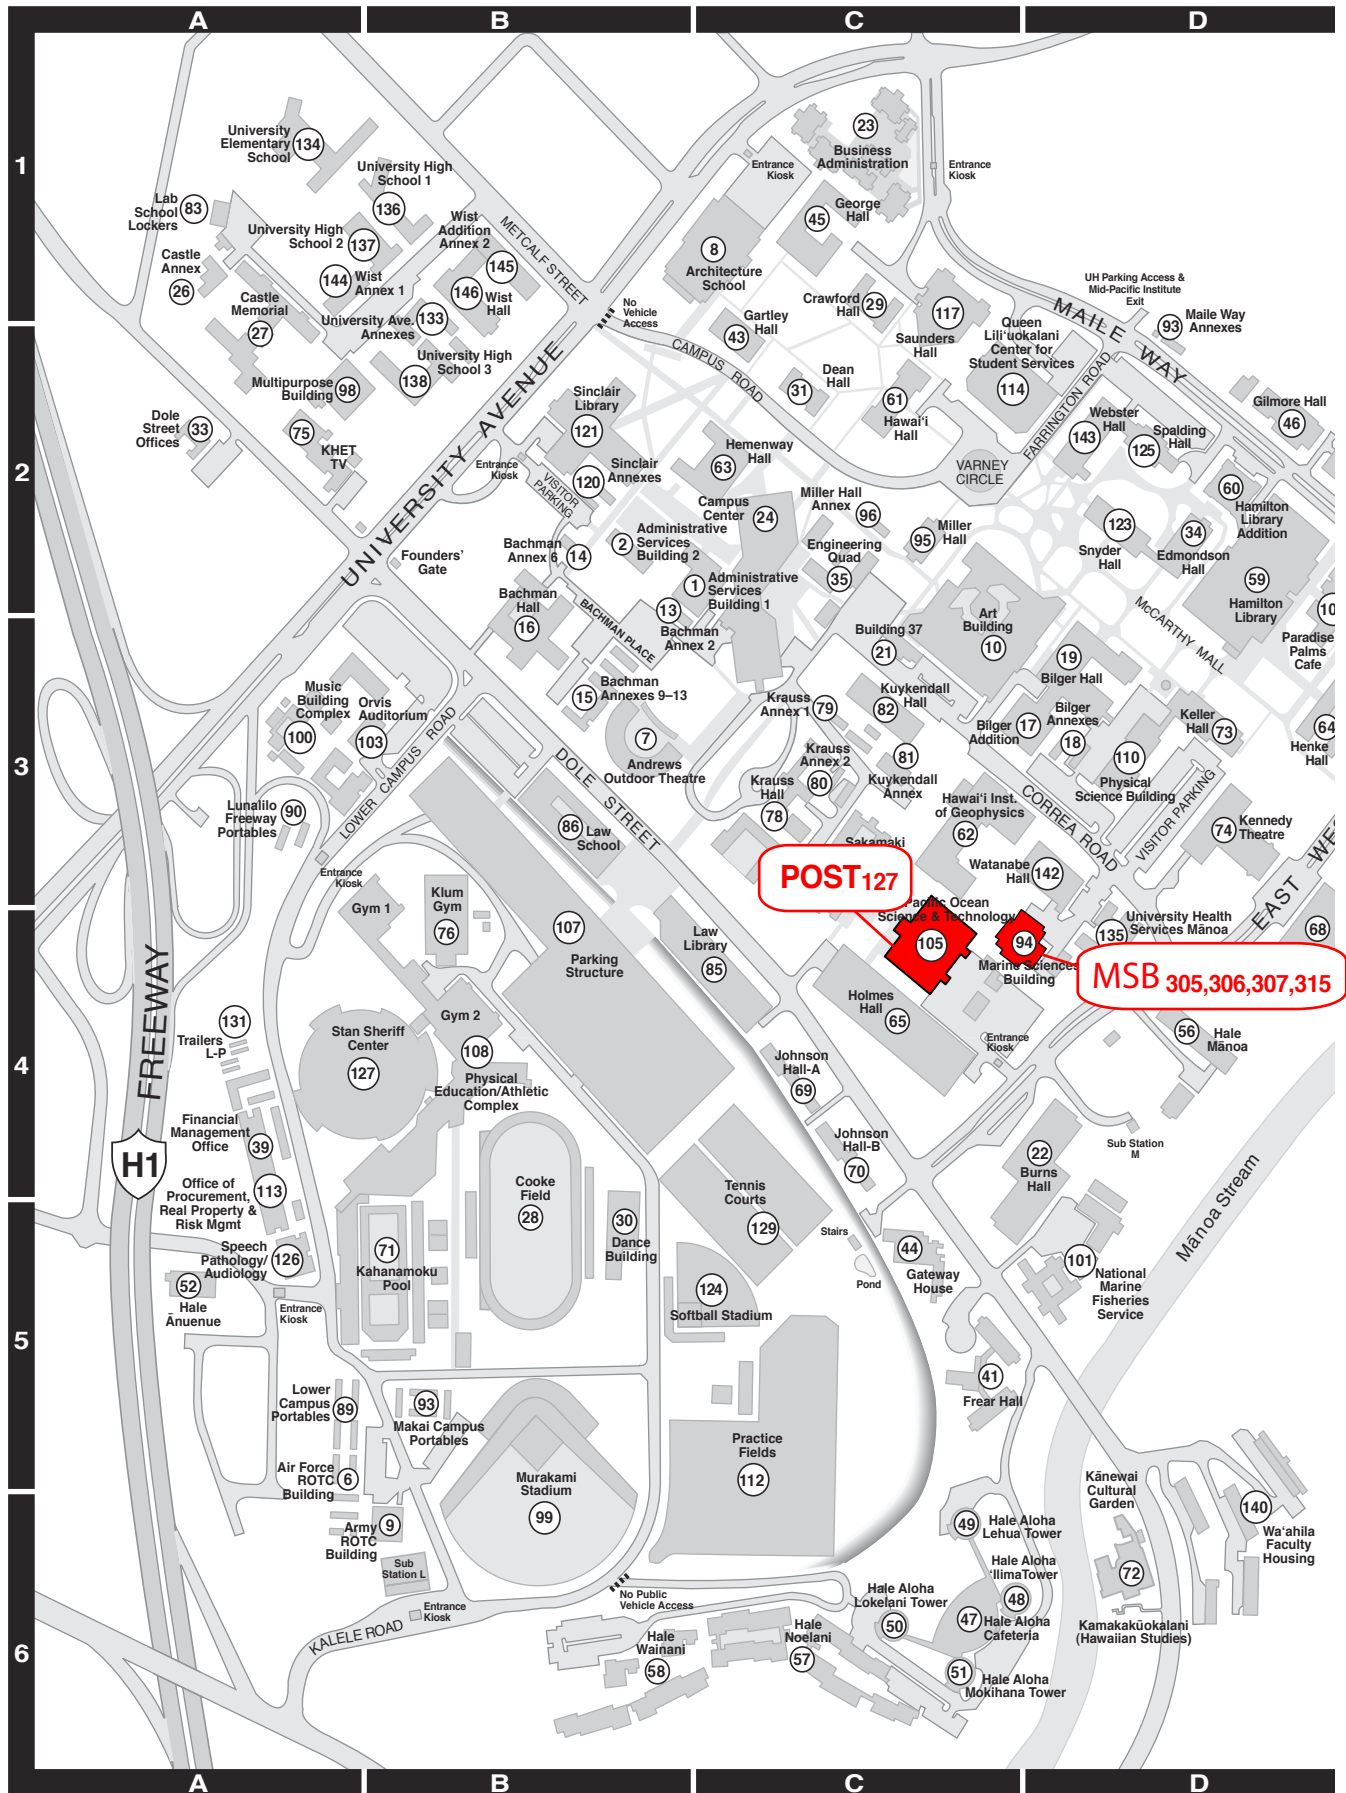 A
B
C
D
1
2
3
4
5
6
University
Elementary
School
134
University High
School 1
136
Lab
School
Lockers
83
University High
School 2
137
Wist
Addition
Annex 2
145
METCALF STREET
Castle
Annex
26
144
Wist
Annex 1
146
Wist
Hall
Castle
Memorial
27
University Ave.
Annexes
133
University High
School 3
138
Multipurpose
Building
98
Dole
Street
Offices
33
75
KHET
TV
UNIVERSITY AVENUE
23
Business
Administration
Entrance
Kiosk
Entrance
Kiosk
45
George
Hall
8
Architecture
School
No
Vehicle
Access
Crawford
Hall
29
117
Saunders
Hall
Gartley
Hall
43
CAMPUS ROAD
UH Parking Access &
Mid-Pacific Institute
Exit
MAILE WAY
93
Maile Way
Annexes
Queen
Lili‘uokalani
Center for
Student Services
114
FARRINGTON ROAD
Dean
Hall
31
61
Hawai‘i
Hall
Sinclair
Library
121
Sinclair
Annexes
120
Entrance
Kiosk
VISITOR
PARKING
Hemenway
Hall
63
Campus
Center
24
Miller Hall
Annex
96
95
Miller
Hall
VARNEY
CIRCLE
Webster
Hall
143
Spalding
Hall
125
Gilmore Hall
46
60
Hamilton
Library
Addition
123
Snyder
Hall
34
Edmondson
Hall
59
Hamilton
Library
Founders’
Gate
Bachman
Annex 6
14
2
Administrative
Services
Building 2
1
Administrative
Services
Building 1
Engineering
Quad
35
Bachman
Hall
16
BACHMAN PLACE
13
Bachman
Annex 2
Building 37
21
Art
Building
10
McCARTHY MALL
10
Paradise
Palms
Cafe
19
Bilger Hall
15
Bachman
Annexes 9–13
7
Andrews
Outdoor Theatre
Krauss
Annex 1
79
Kuykendall
Hall
82
Bilger
Addition
17
Bilger
Annexes
18
110
Physical
Science Building
Keller
Hall
73
64
Henke
Hall
Music
Building
Complex
100
Orvis
Auditorium
103
LOWER CAMPUS ROAD
DOLE STREET
Krauss
Annex 2
80
81
Kuykendall
Annex
Krauss
Hall
78
Hawai‘i Inst.
of Geophysics
62
CORREA ROAD
VISITOR PARKING
74
Kennedy
Theatre
Lunalilo
Freeway
Portables
90
86
Law
School
Sakamaki
Watanabe
Hall
142
EAST WES
Entrance
Kiosk
POST127
Gym 1
Klum
Gym
76
107
Parking
Structure
Law
Library
85
Pacific Ocean
Science & Technology
105
94
Marine Sciences
Building
135
University Health
Services Mānoa
68
MSB 305,306,307,315
FREEWAY
H1
131
Trailers
L-P
Stan Sheriff
Center
127
Gym 2
108
Physical
Education/Athletic
Complex
Holmes
Hall
65
Entrance
Kiosk
56
Hale
Mānoa
Johnson
Hall-A
69
Financial
Management
Office
39
Johnson
Hall-B
70
22
Burns
Hall
Sub Station
M
Office of
Procurement,
Real Property &
Risk Mgmt
113
Cooke
Field
28
30
Dance
Building
Tennis
Courts
129
Mānoa Stream
Speech
Pathology/
Audiology
126
71
Kahanamoku
Pool
Stairs
Pond
44
Gateway
House
101
National
Marine
Fisheries
Service
52
Hale
Ānuenue
Entrance
Kiosk
124
Softball Stadium
41
Frear Hall
Lower
Campus
Portables
89
93
Makai Campus
Portables
Practice
Fields
112
Air Force
ROTC
Building
6
Murakami
Stadium
99
Kānewai
Cultural
Garden
140
Wa‘ahila
Faculty
Housing
Army
ROTC
Building
9
49
Hale Aloha
Lehua Tower
Sub
Station L
Hale Aloha
‘IlimaTower
48
72
Kamakakūokalani
(Hawaiian Studies)
No Public
Vehicle Access
Entrance
Kiosk
KALELE ROAD
Hale Aloha
Lokelani Tower
50
47
Hale Aloha
Cafeteria
Hale
Wainani
58
Hale
Noelani
57
51
Hale Aloha
Mokihana Tower
A
B
C
D